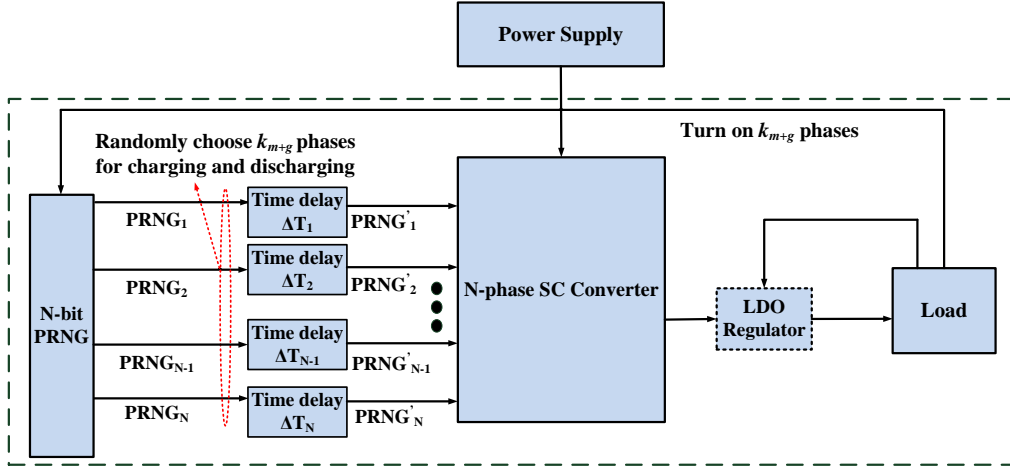 Power Supply
Turn on k_{m+g} phases
Randomly choose k_{m+g} phases
for charging and discharging
N-bit
PRNG
PRNG₁
Time delay
ΔT₁
PRNG'₁
PRNG₂
Time delay
ΔT₂
PRNG'₂
PRNG_{N-1}
Time delay
ΔT_{N-1}
PRNG'_{N-1}
PRNG_N
Time delay
ΔT_N
PRNG'_N
N-phase SC Converter
LDO
Regulator
Load